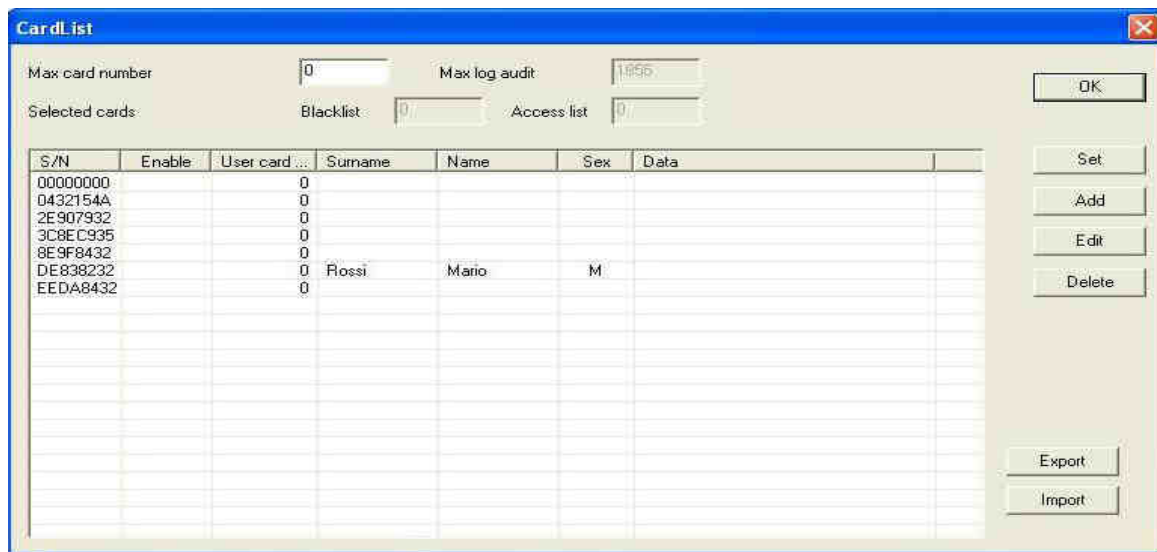 CardList
Max card number 0 Max log audit 1855
OK
Selected cards Blacklist 0 Access list 0
S/N Enable User card ... Surname Name Sex Data
Set
00000000 0
0432154A 0
Add
2E907932 0
3C8EC935 0
Edit
8E9F8432 0
DE838232 0 Rossi Mario M
Delete
EEDA8432 0
Export
Import